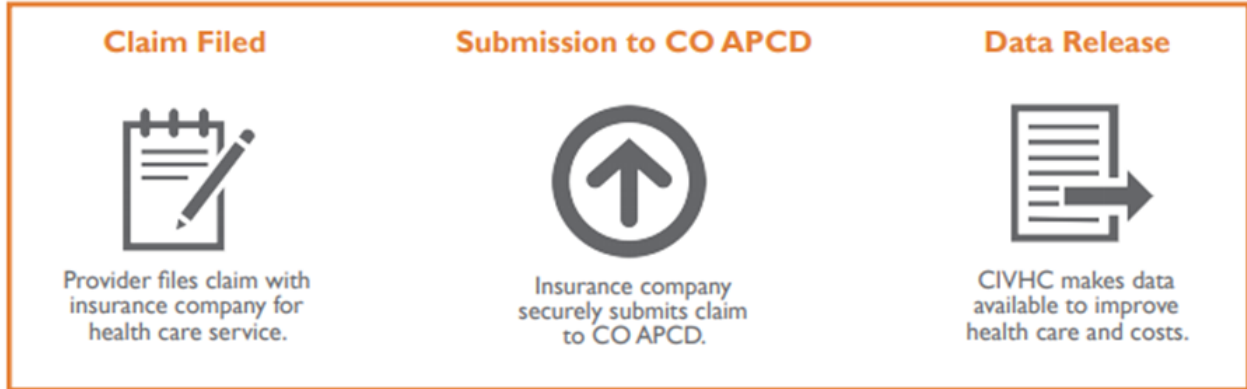 Claim Filed
Provider files claim with
insurance company for
health care service.
Submission to CO APCD
Insurance company
securely submits claim
to CO APCD.
Data Release
CIVHC makes data
available to improve
health care and costs.